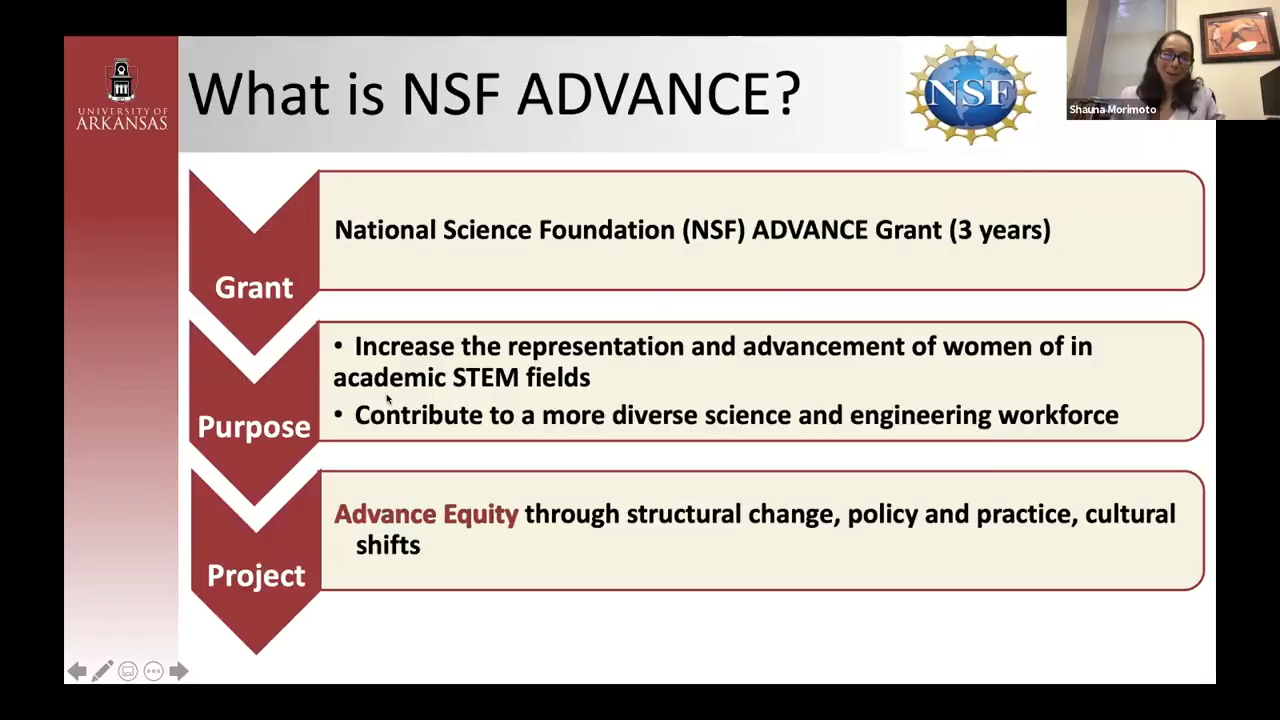 UNIVERSITY OF
ARKANSAS
What is NSF ADVANCE?
NSF
Shauna Morimoto
Grant
National Science Foundation (NSF) ADVANCE Grant (3 years)
Purpose
• Increase the representation and advancement of women of in
academic STEM fields
• Contribute to a more diverse science and engineering workforce
Project
Advance Equity through structural change, policy and practice, cultural
shifts